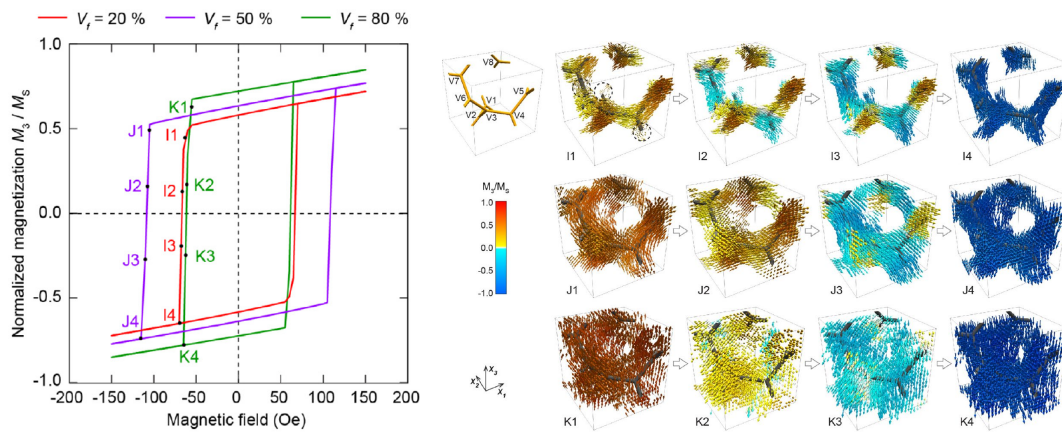 V_f = 20 % V_f = 50 % V_f = 80 %
Normalized magnetization M_3 / M_S
1.0
0.5
0.0
-0.5
-1.0
K1
J1
I1
J2
I2
K2
J3
I3
K3
J4
I4
K4
-200 -150 -100 -50 0 50 100 150 200
Magnetic field (Oe)
V8
V7
V6
V1
V5
V2
V3
V4
I1
I2
I3
I4
M_3/M_S
1.0
0.5
0.0
-0.5
-1.0
J1
J2
J3
J4
X_3
X_2
X_1
K1
K2
K3
K4